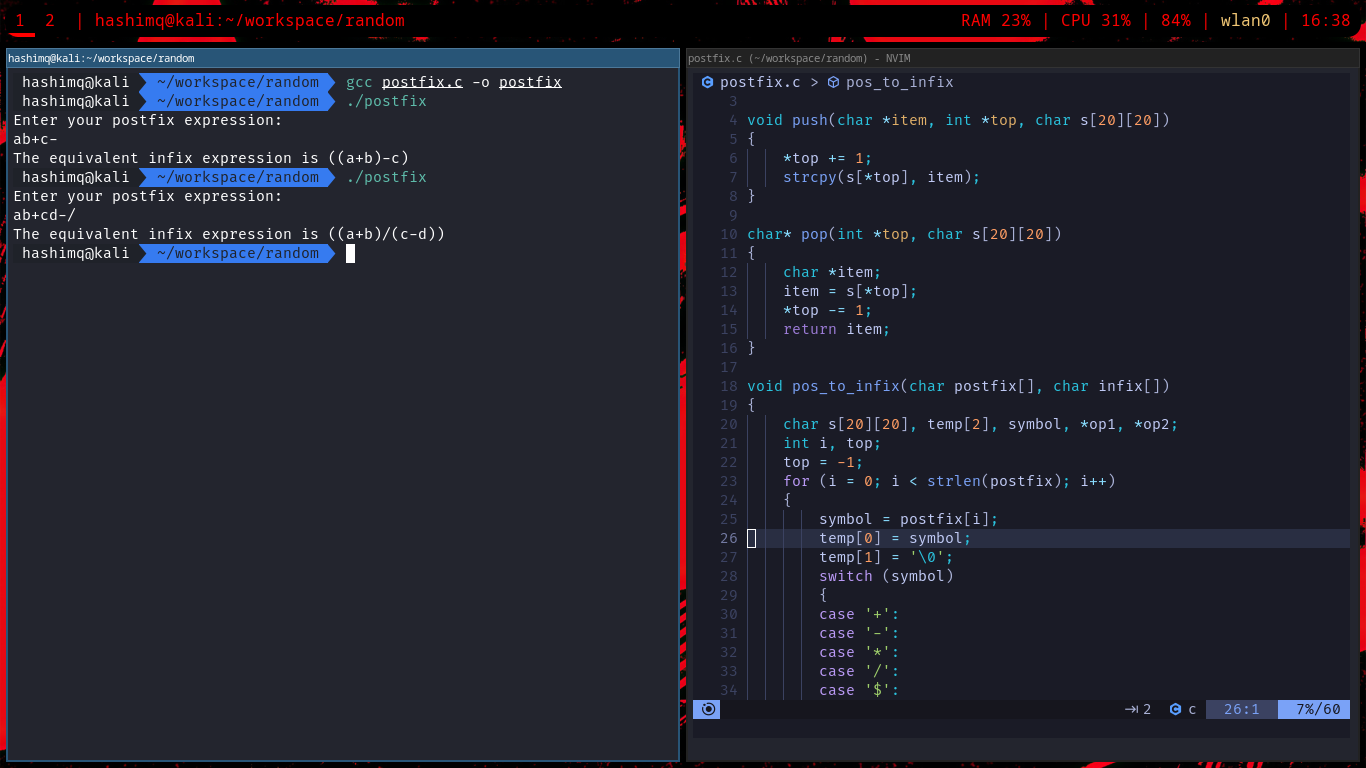 1 2 | hashimq@kali:~/workspace/random RAM 23% | CPU 31% | 84% | wlan0 | 16:38
hashimq@kali:~/workspace/random
hashimq@kali ~/workspace/random gcc postfix.c -o postfix
hashimq@kali ~/workspace/random ./postfix
Enter your postfix expression:
ab+c-
The equivalent infix expression is ((a+b)-c)
hashimq@kali ~/workspace/random ./postfix
Enter your postfix expression:
ab+cd-/
The equivalent infix expression is ((a+b)/(c-d))
hashimq@kali ~/workspace/random
postfix.c (~/workspace/random) - NVIM
postfix.c > pos_to_infix
3
4 void push(char *item, int *top, char s[20][20])
5 {
6 *top += 1;
7 strcpy(s[*top], item);
8 }
9
10 char* pop(int *top, char s[20][20])
11 {
12 char *item;
13 item = s[*top];
14 *top -= 1;
15 return item;
16 }
17
18 void pos_to_infix(char postfix[], char infix[])
19 {
20 char s[20][20], temp[2], symbol, *op1, *op2;
21 int i, top;
22 top = -1;
23 for (i = 0; i < strlen(postfix); i++)
24 {
25 symbol = postfix[i];
26 temp[0] = symbol;
27 temp[1] = '\0';
28 switch (symbol)
29 {
30 case '+':
31 case '-':
32 case '*':
33 case '/':
34 case '$':
2 c 26:1 7%/60